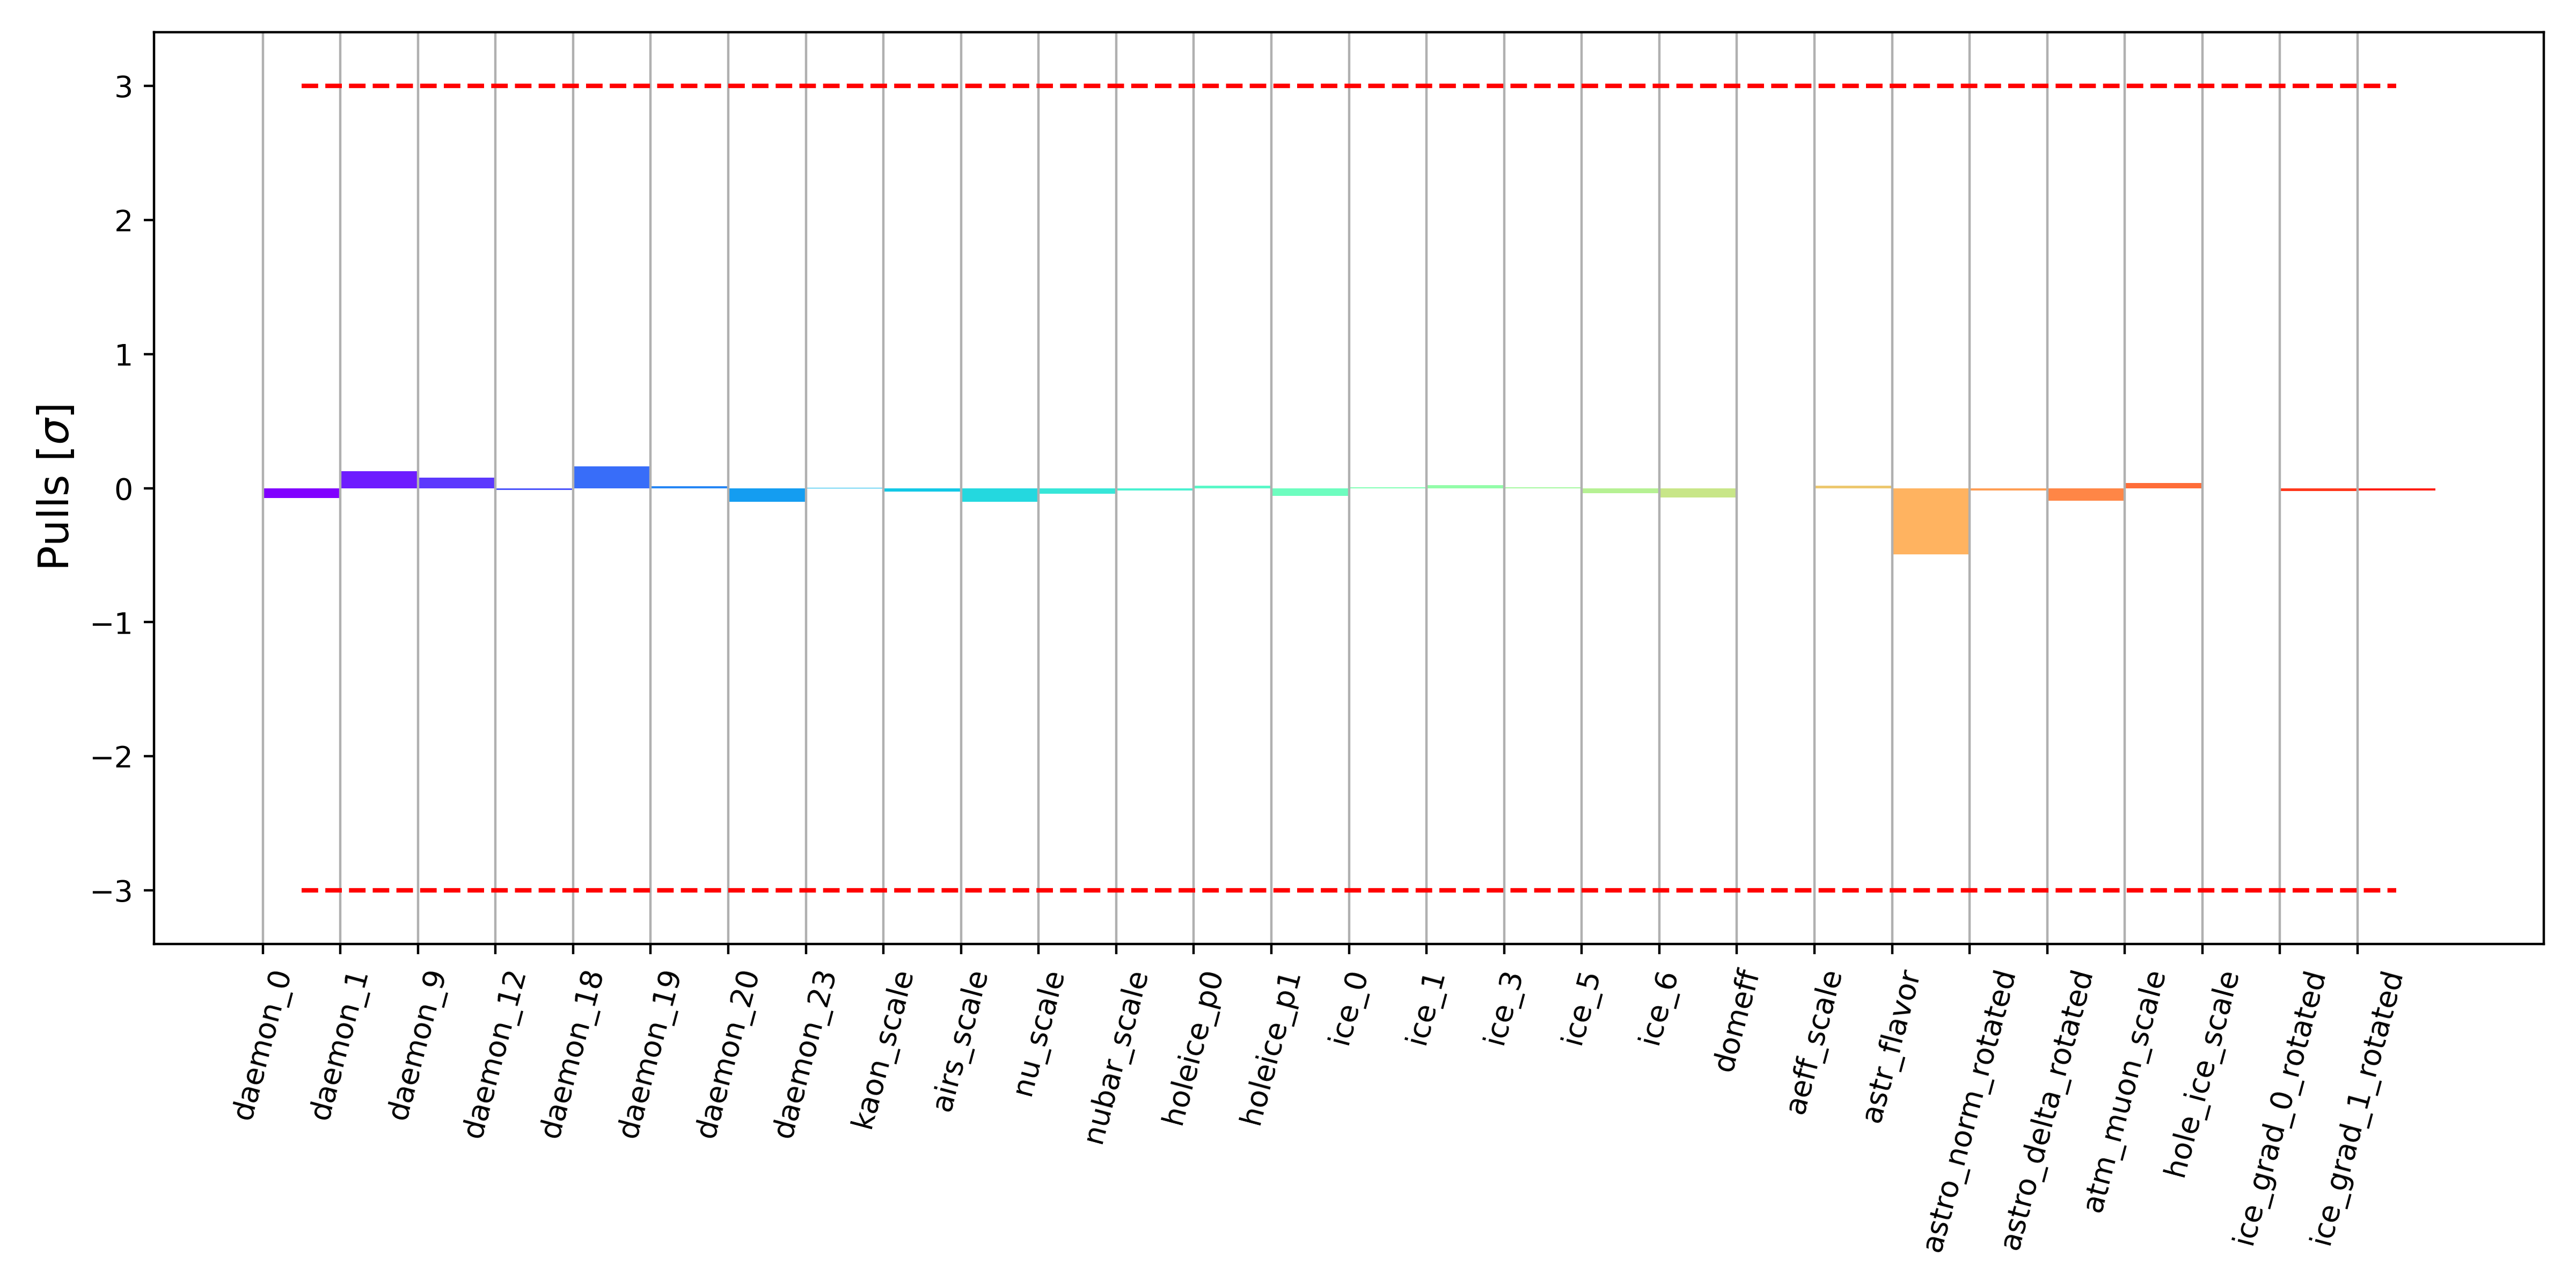 Pulls [σ]
3
2
1
0
−1
−2
−3
daemon_0
daemon_1
daemon_9
daemon_12
daemon_18
daemon_19
daemon_20
daemon_23
kaon_scale
airs_scale
nu_scale
nubar_scale
holeice_p0
holeice_p1
ice_0
ice_1
ice_3
ice_5
ice_6
domeff
aeff_scale
astr_flavor
astro_norm_rotated
astro_delta_rotated
atm_muon_scale
hole_ice_scale
ice_grad_0_rotated
ice_grad_1_rotated